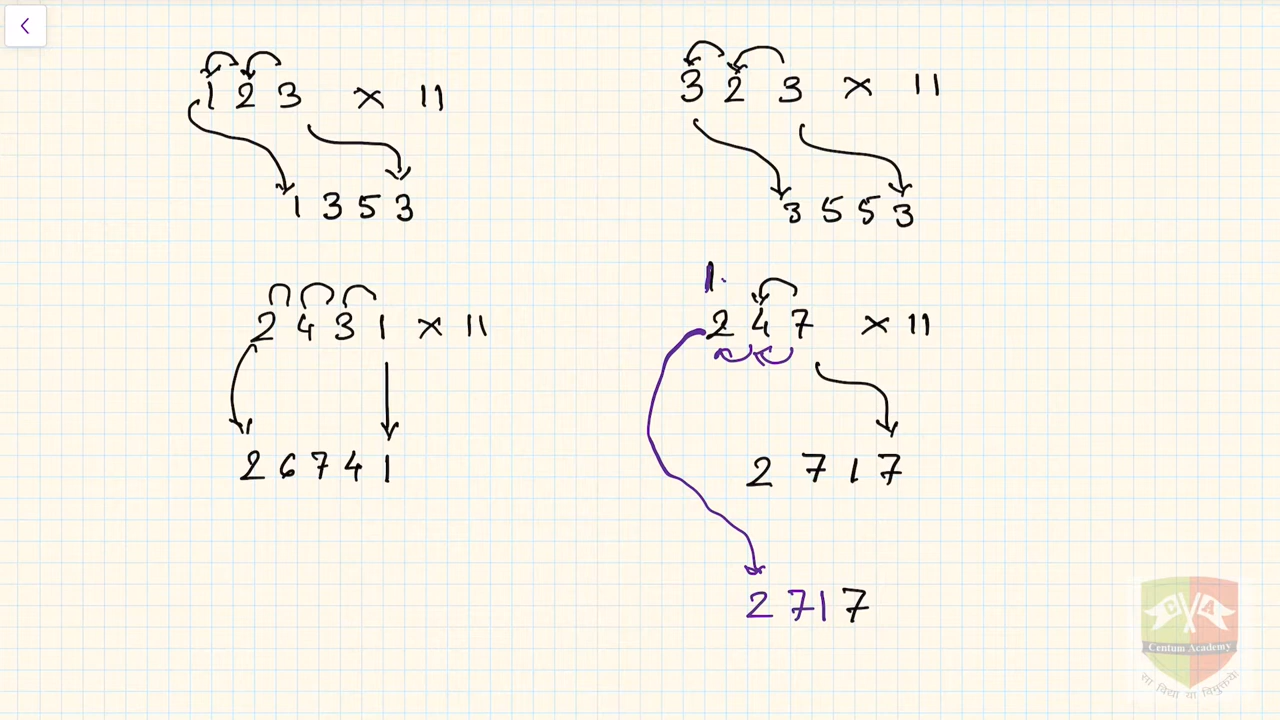 1 2 3 × 11
1 3 5 3
3 2 3 × 11
3 5 5 3
2 4 3 1 × 11
2 6 7 4 1
1
2 4 7 × 11
2 7 1 7
2 7 1 7
C A
Centum Academy
सा विद्या या विमुक्तये